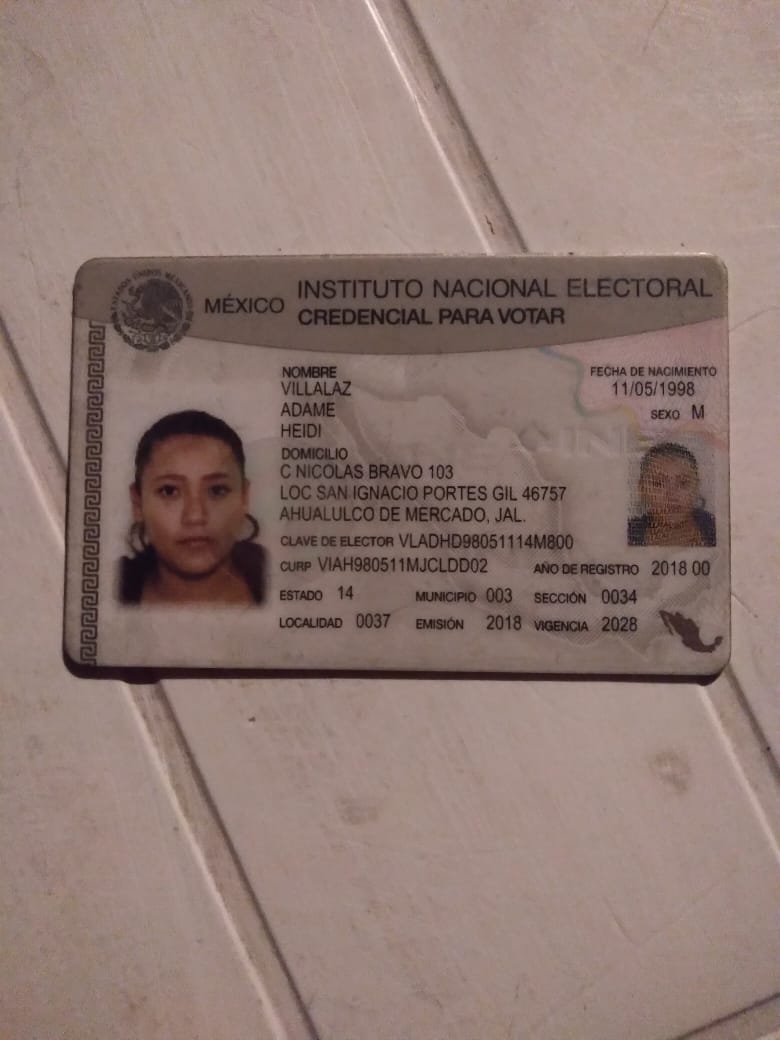 ESTADOS UNIDOS MEXICANOS
MÉXICO
INSTITUTO NACIONAL ELECTORAL
CREDENCIAL PARA VOTAR
NOMBRE
VILLALAZ
ADAME
HEIDI
FECHA DE NACIMIENTO
11/05/1998
SEXO M
DOMICILIO
C NICOLAS BRAVO 103
LOC SAN IGNACIO PORTES GIL 46757
AHUALULCO DE MERCADO, JAL.
CLAVE DE ELECTOR VLADHD98051114M800
CURP VIAH980511MJCLDD02 AÑO DE REGISTRO 2018 00
ESTADO 14 MUNICIPIO 003 SECCIÓN 0034
LOCALIDAD 0037 EMISIÓN 2018 VIGENCIA 2028
INE